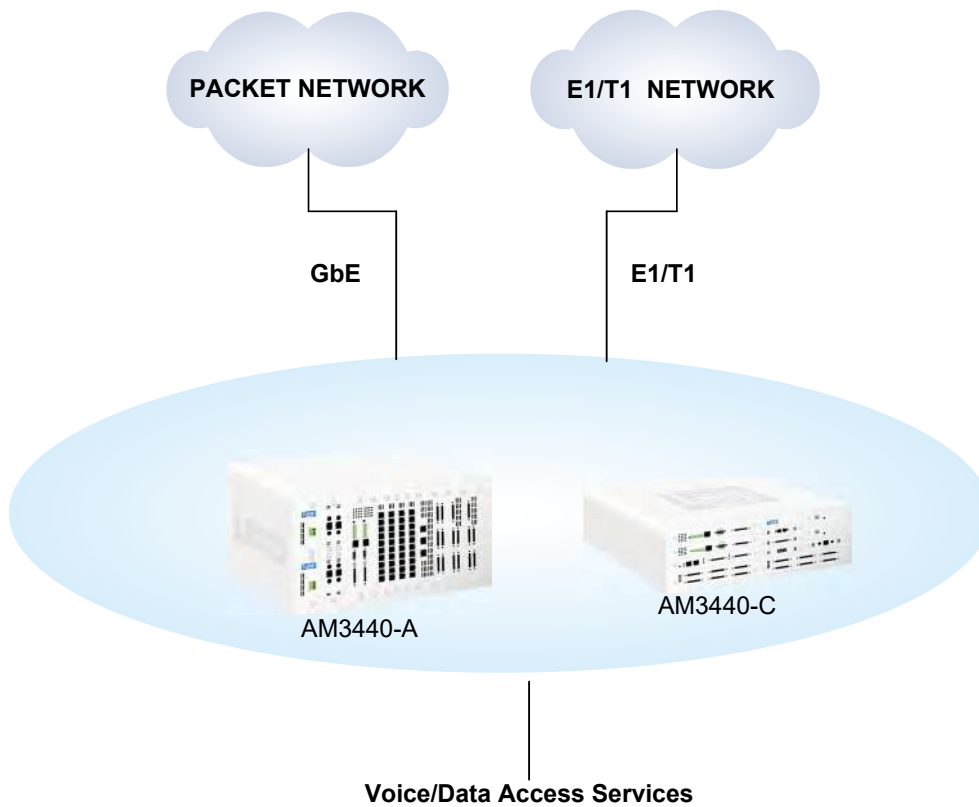 PACKET NETWORK
E1/T1 NETWORK
GbE
E1/T1
AM3440-A
AM3440-C
Voice/Data Access Services